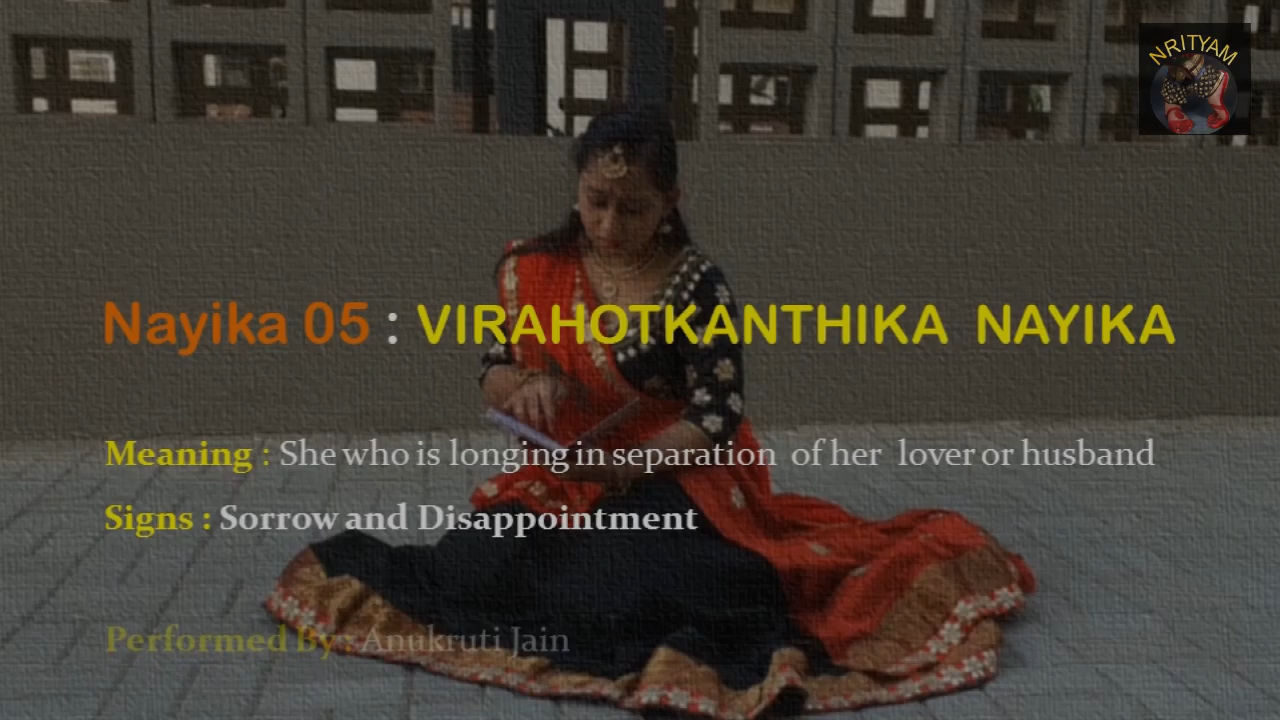 NRITYAM
Nayika 05 : VIRAHOTKANTHIKA NAYIKA
Meaning : She who is longing in separation of her lover or husband
Signs : Sorrow and Disappointment
Performed By : Anukruti Jain